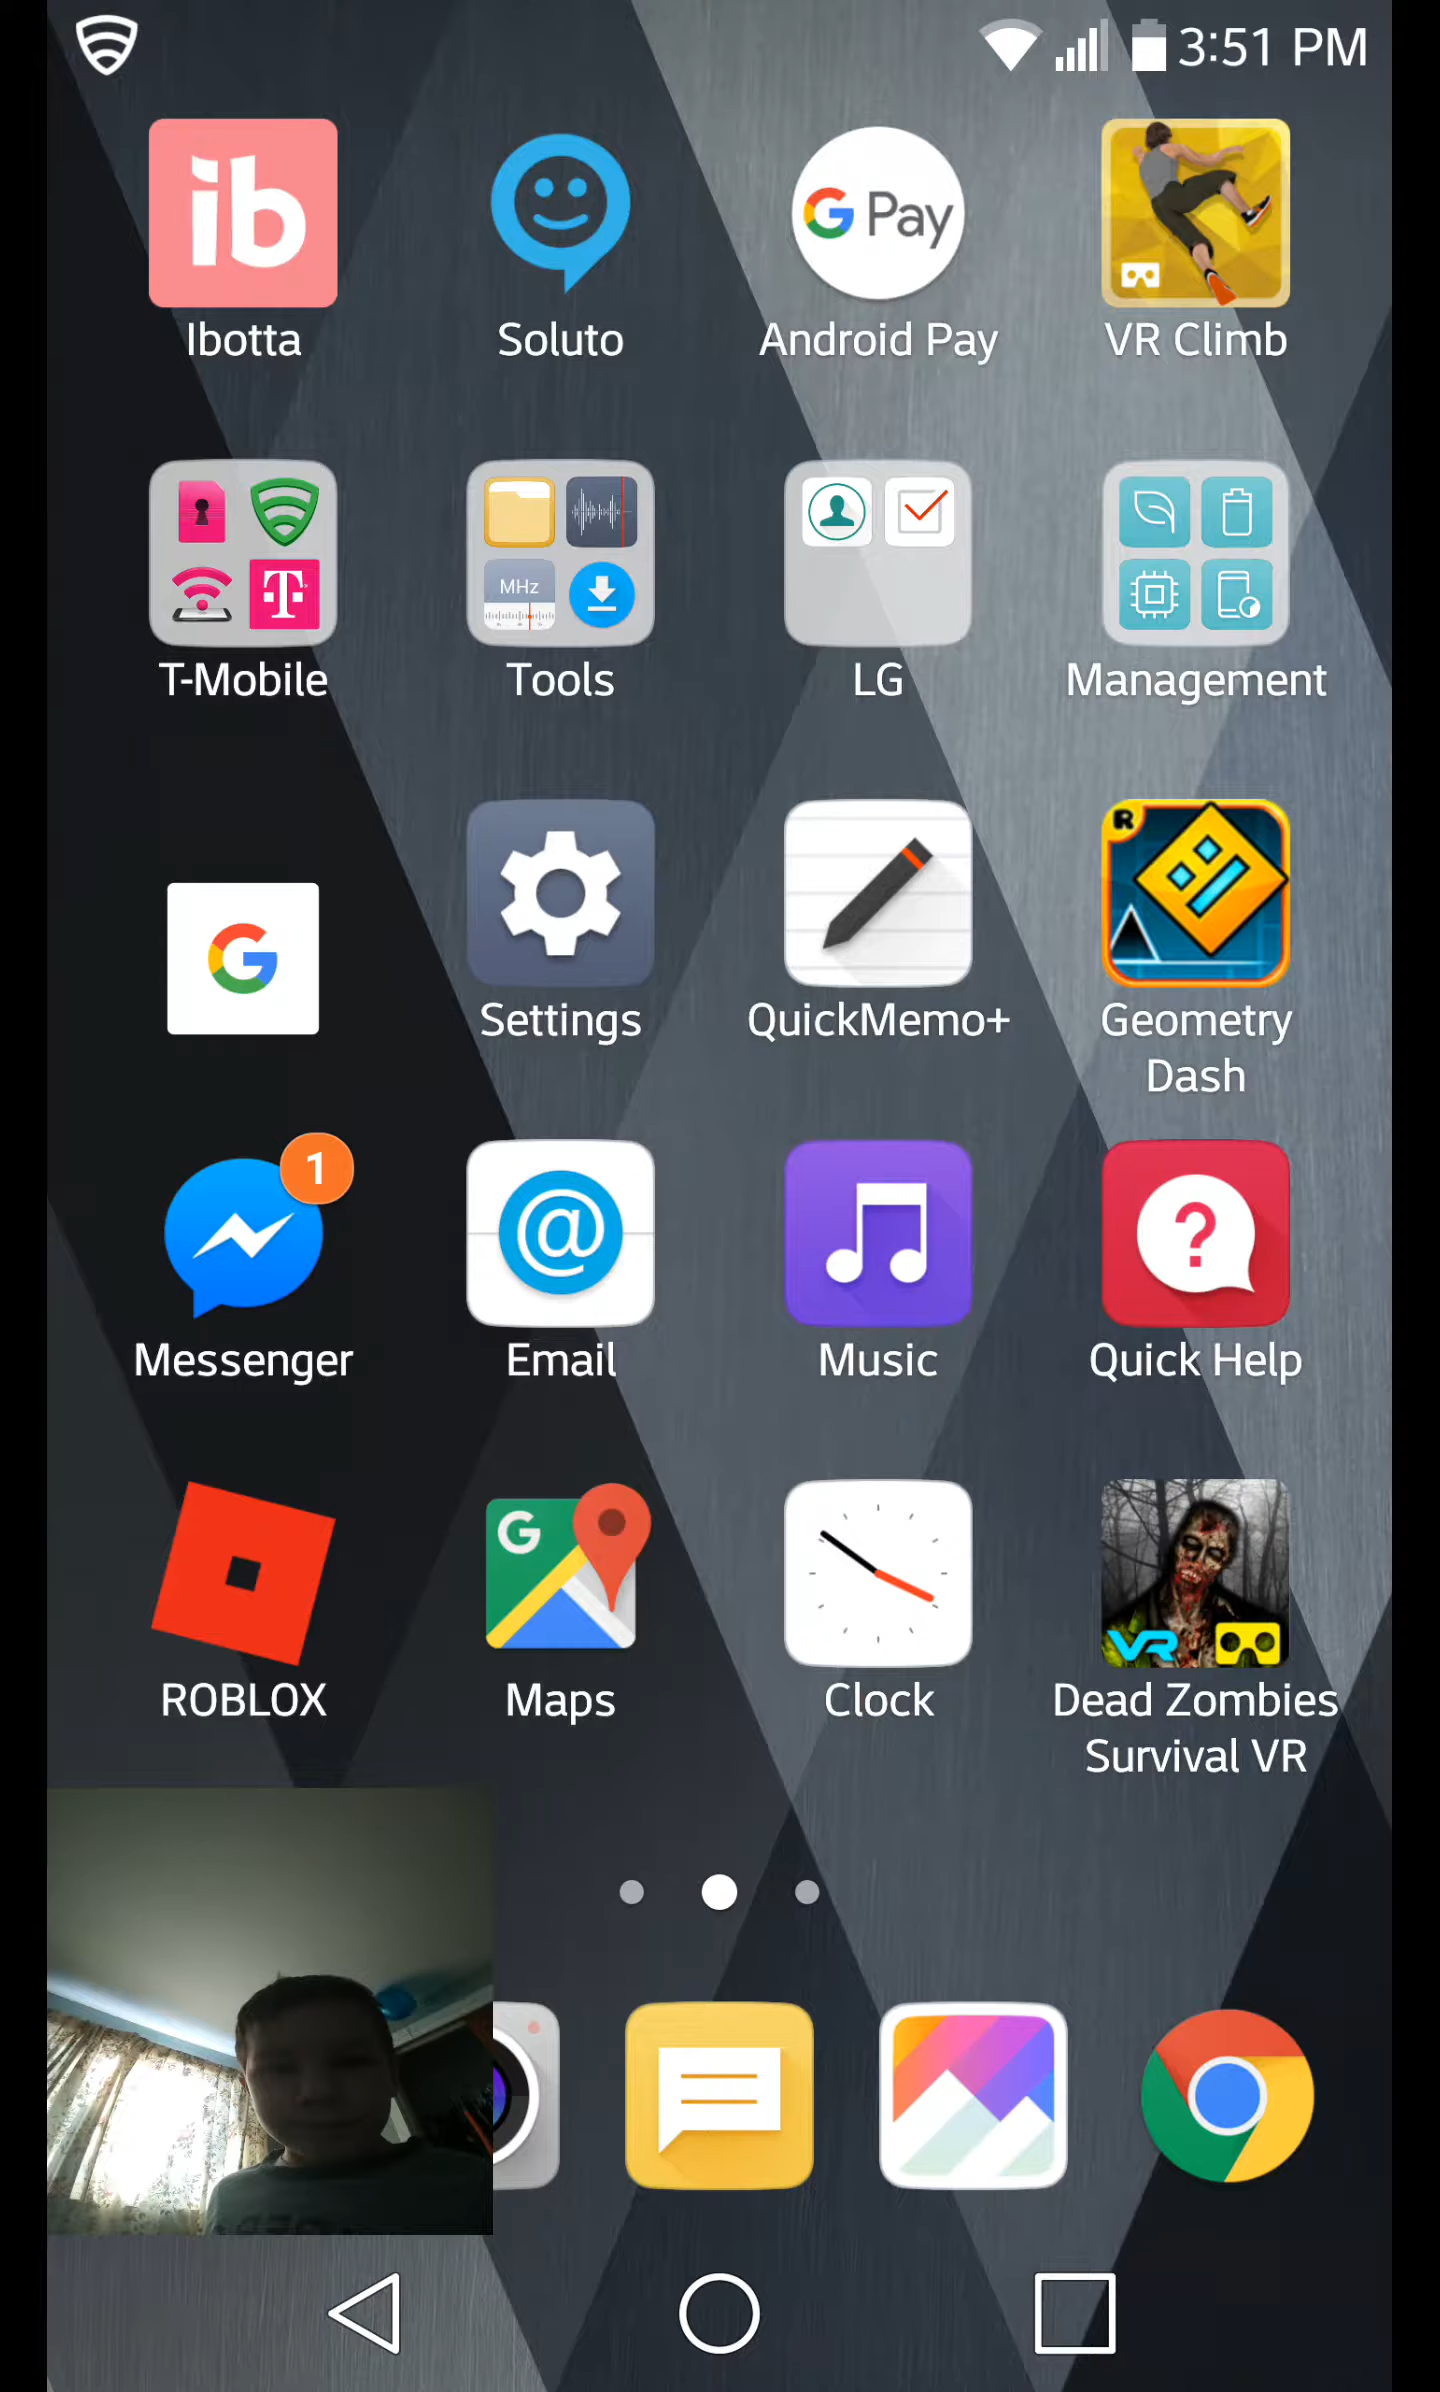 3:51 PM
ib
G Pay
Ibotta
Soluto
Android Pay
VR Climb
T
MHz
T-Mobile
Tools
LG
Management
G
R
Settings
QuickMemo+
Geometry
Dash
1
@
?
Messenger
Email
Music
Quick Help
G
VR
ROBLOX
Maps
Clock
Dead Zombies
Survival VR